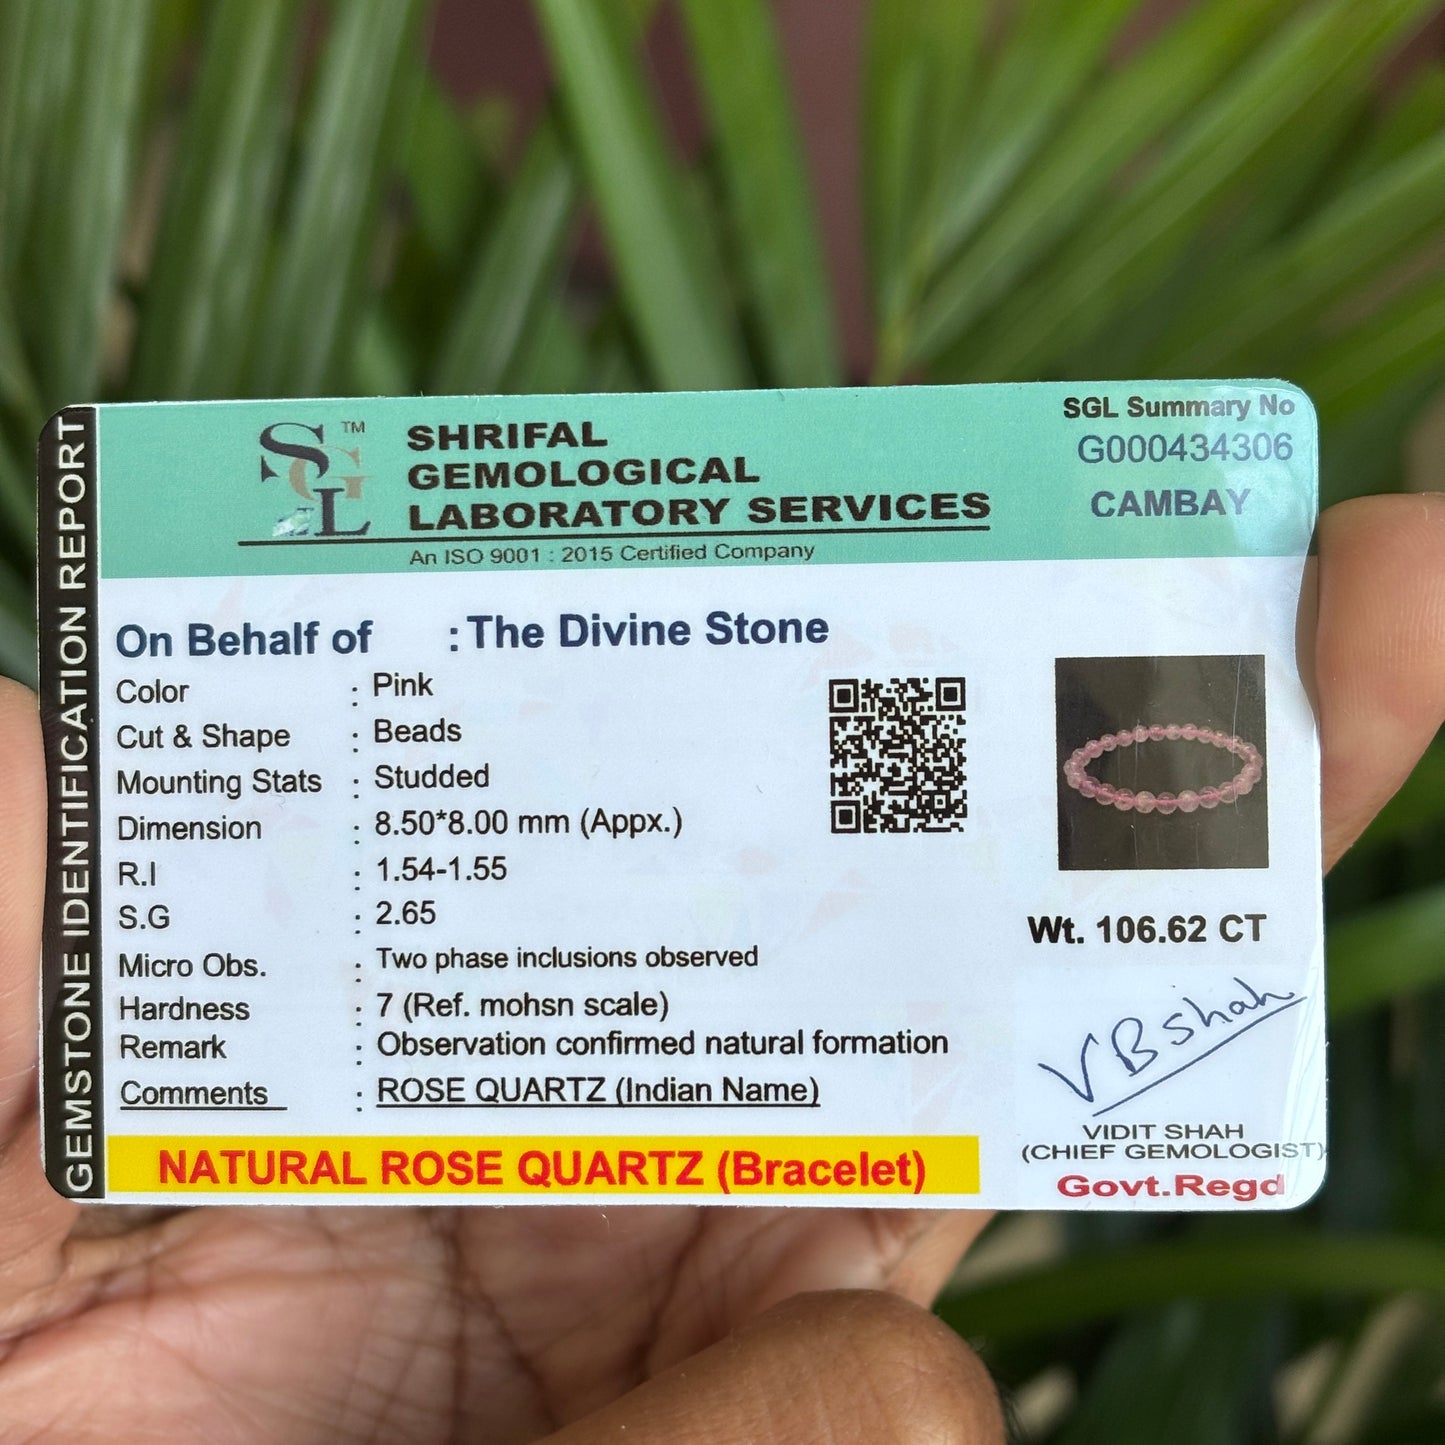 GEMSTONE IDENTIFICATION REPORT
SGL TM
SHRIFAL
GEMOLOGICAL
LABORATORY SERVICES
An ISO 9001 : 2015 Certified Company
SGL Summary No
G000434306
CAMBAY
On Behalf of : The Divine Stone
Color : Pink
Cut & Shape : Beads
Mounting Stats : Studded
Dimension : 8.50*8.00 mm (Appx.)
R.I : 1.54-1.55
S.G : 2.65
Micro Obs. : Two phase inclusions observed
Hardness : 7 (Ref. mohsn scale)
Remark : Observation confirmed natural formation
Comments : ROSE QUARTZ (Indian Name)
NATURAL ROSE QUARTZ (Bracelet)
Wt. 106.62 CT
VBshah
VIDIT SHAH
(CHIEF GEMOLOGIST)
Govt.Regd